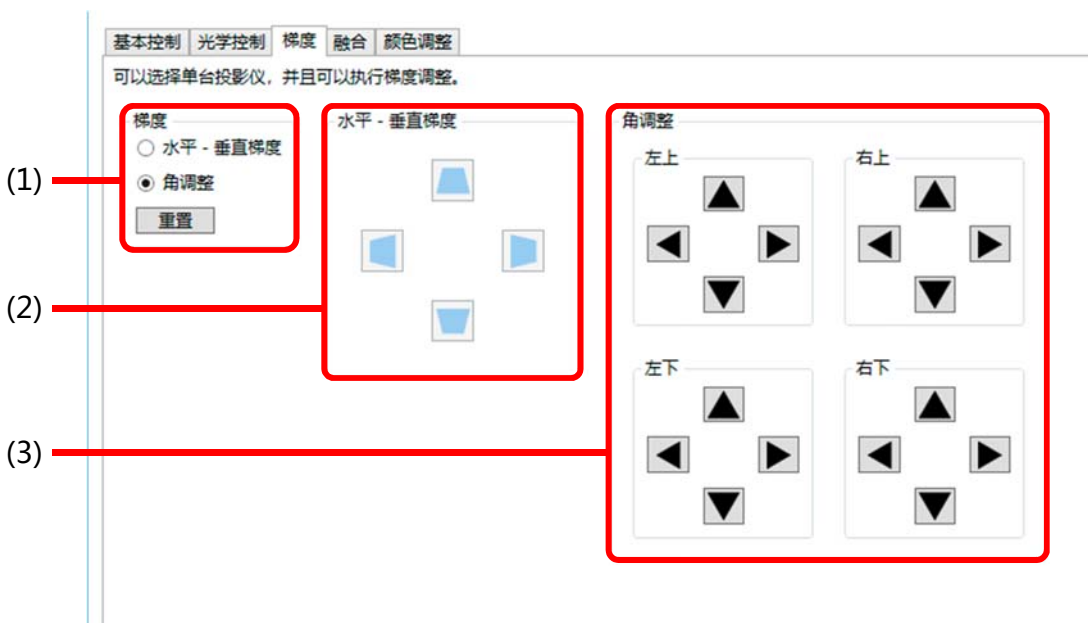 基本控制 光学控制 梯度 融合 颜色调整
可以选择单台投影仪，并且可以执行梯度调整。
(1)
梯度
水平 - 垂直梯度
角调整
重置
(2)
水平 - 垂直梯度
(3)
角调整
左上
右上
左下
右下